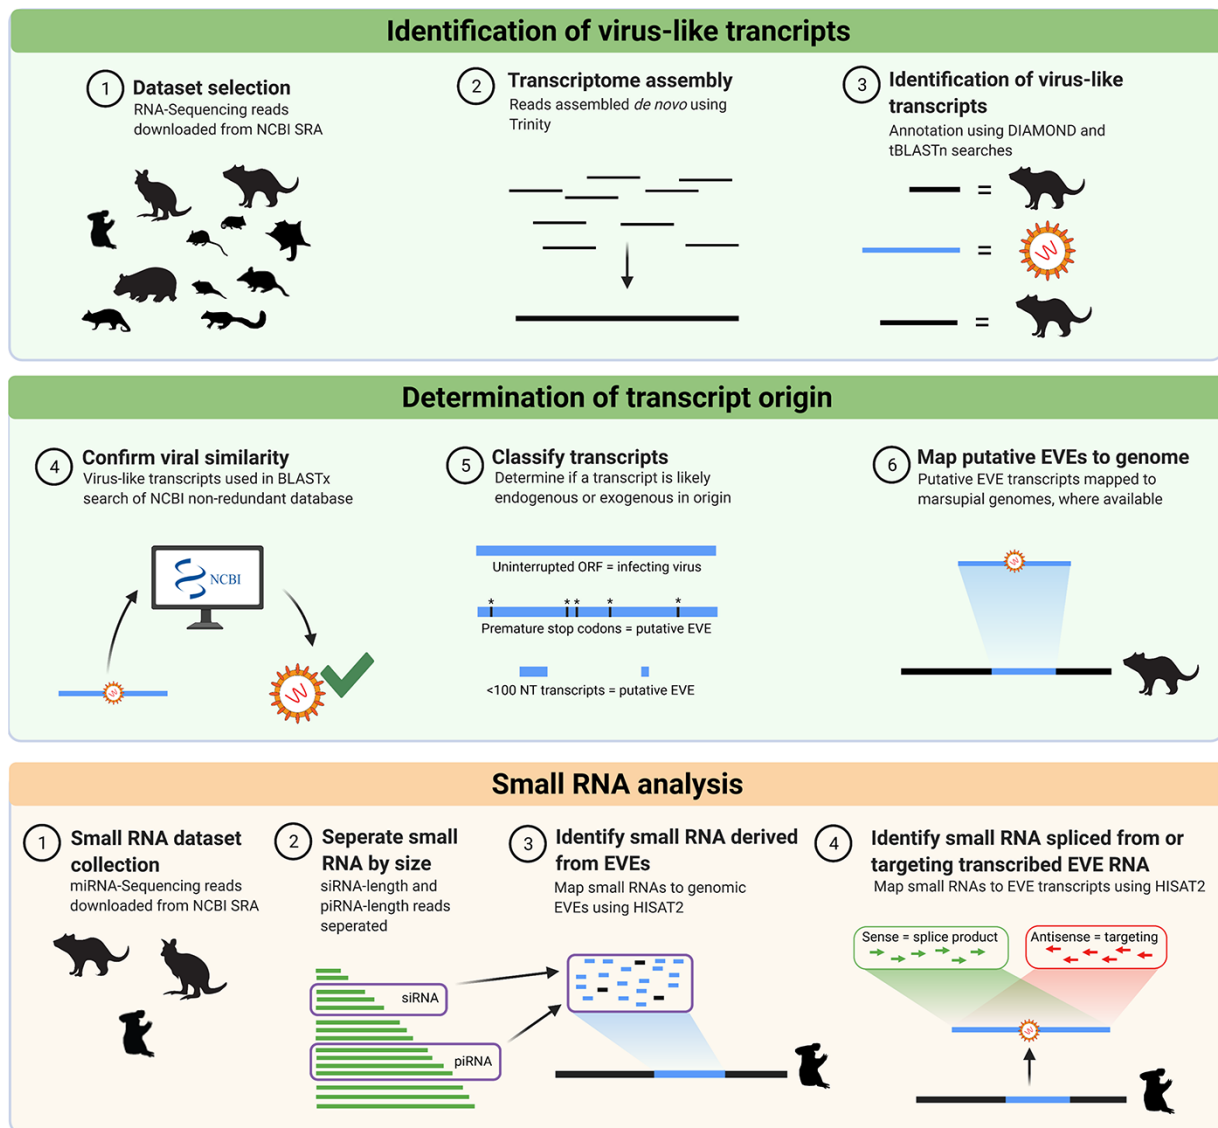 Identification of virus-like trancripts
1
Dataset selection
RNA-Sequencing reads
downloaded from NCBI SRA
2
Transcriptome assembly
Reads assembled de novo using
Trinity
3
Identification of virus-like
transcripts
Annotation using DIAMOND and
tBLASTn searches
=
=
=
Determination of transcript origin
4
Confirm viral similarity
Virus-like transcripts used in BLASTx
search of NCBI non-redundant database
NCBI
5
Classify transcripts
Determine if a transcript is likely
endogenous or exogenous in origin
Uninterrupted ORF = infecting virus
* * * * *
Premature stop codons = putative EVE
<100 NT transcripts = putative EVE
6
Map putative EVEs to genome
Putative EVE transcripts mapped to
marsupial genomes, where available
Small RNA analysis
1
Small RNA dataset
collection
miRNA-Sequencing reads
downloaded from NCBI SRA
2
Seperate small
RNA by size
siRNA-length and
piRNA-length reads
seperated
siRNA
piRNA
3
Identify small RNA derived
from EVEs
Map small RNAs to genomic
EVEs using HISAT2
4
Identify small RNA spliced from or
targeting transcribed EVE RNA
Map small RNAs to EVE transcripts using HISAT2
Sense = splice product
Antisense = targeting